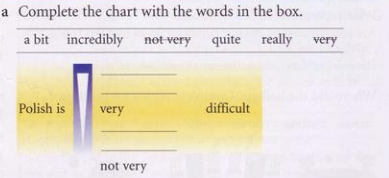 a Complete the chart with the words in the box.
a bit incredibly not very quite really very
Polish is very difficult
not very